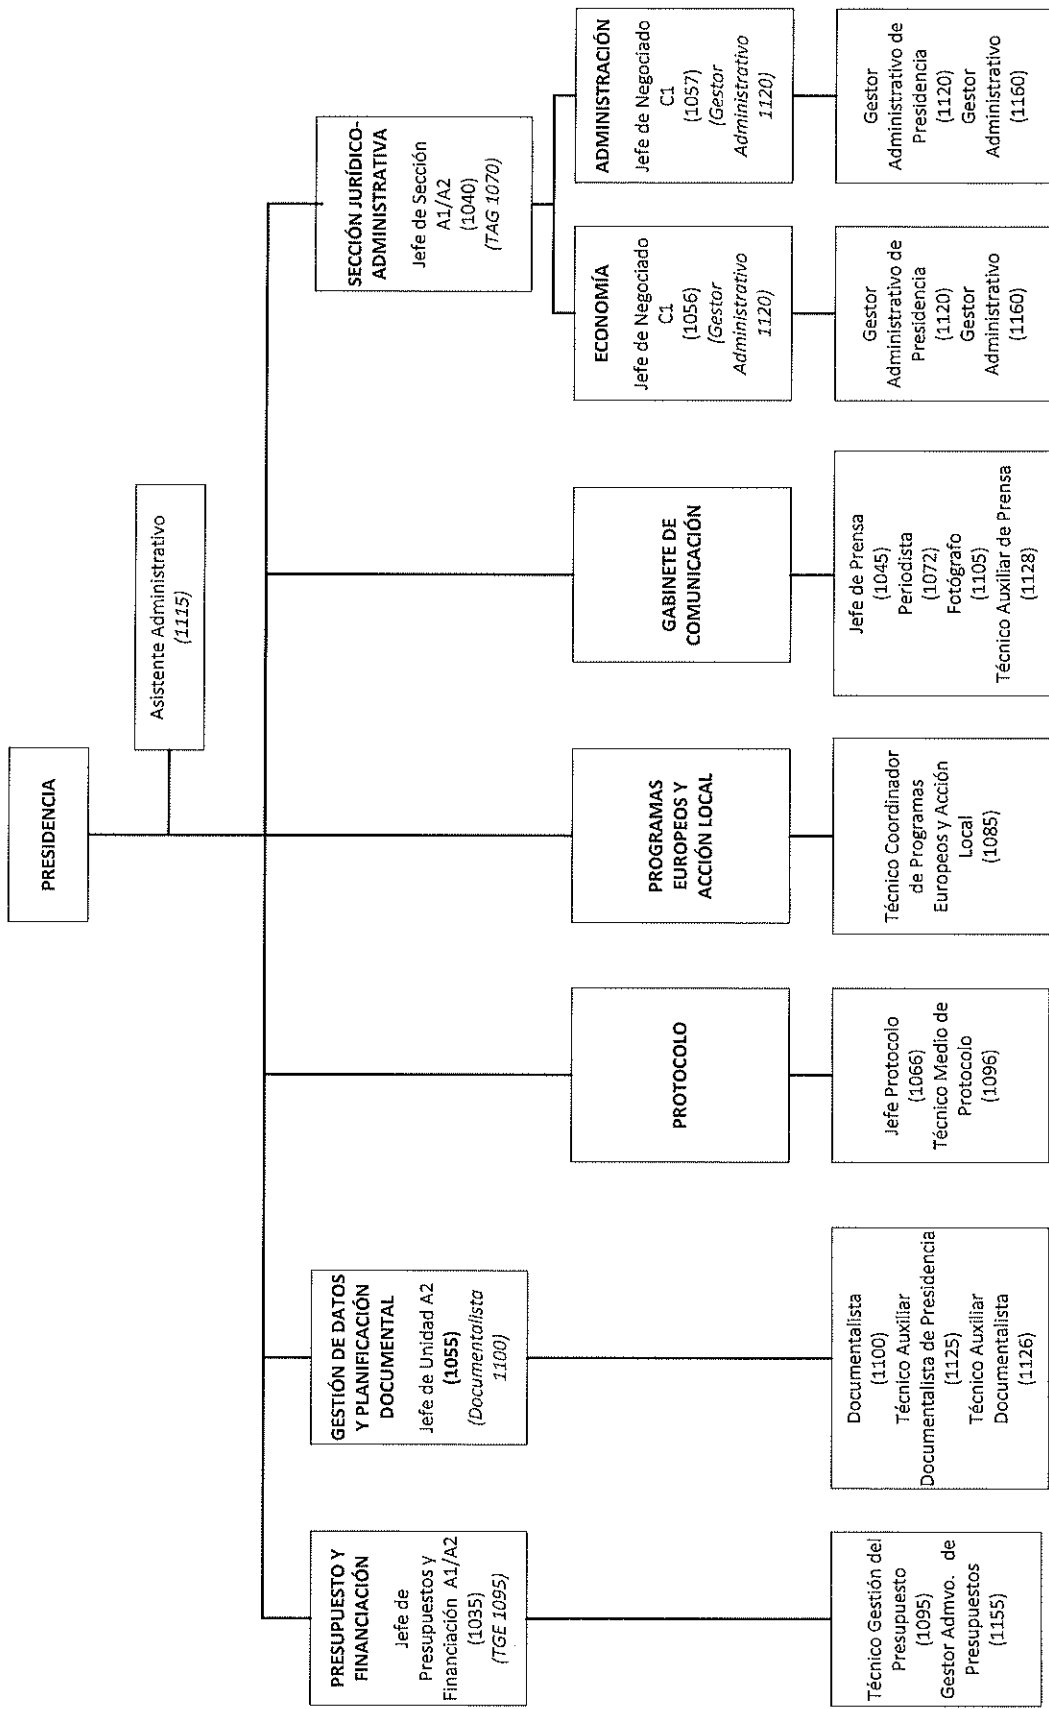 PRESIDENCIA
Asistente Administrativo
(1115)
PRESUPUESTO Y
FINANCIACIÓN
Jefe de
Presupuestos y
Financiación A1/A2
(1035)
(TGE 1095)
Técnico Gestión del
Presupuesto
(1095)
Gestor Admvo. de
Presupuestos
(1155)
GESTIÓN DE DATOS
Y PLANIFICACIÓN
DOCUMENTAL
Jefe de Unidad A2
(1055)
(Documentalista
1100)
Documentalista
(1100)
Técnico Auxiliar
Documentalista de Presidencia
(1125)
Técnico Auxiliar
Documentalista
(1126)
PROTOCOLO
Jefe Protocolo
(1066)
Técnico Medio de
Protocolo
(1096)
PROGRAMAS
EUROPEOS Y
ACCIÓN LOCAL
Técnico Coordinador
de Programas
Europeos y Acción
Local
(1085)
GABINETE DE
COMUNICACIÓN
Jefe de Prensa
(1045)
Periodista
(1072)
Fotógrafo
(1105)
Técnico Auxiliar de Prensa
(1128)
SECCIÓN JURÍDICO-
ADMINISTRATIVA
Jefe de Sección
A1/A2
(1040)
(TAG 1070)
ECONOMÍA
Jefe de Negociado
C1
(1056)
(Gestor
Administrativo
1120)
Gestor
Administrativo de
Presidencia
(1120)
Gestor
Administrativo
(1160)
ADMINISTRACIÓN
Jefe de Negociado
C1
(1057)
(Gestor
Administrativo
1120)
Gestor
Administrativo de
Presidencia
(1120)
Gestor
Administrativo
(1160)